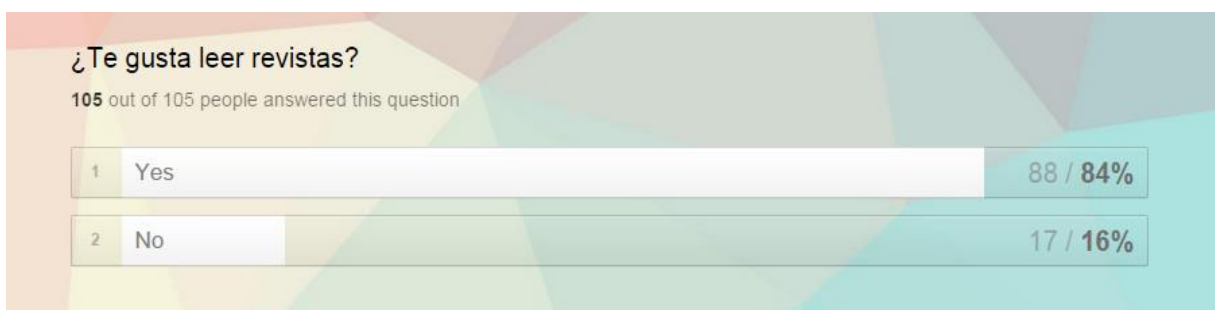 ¿Te gusta leer revistas?
105 out of 105 people answered this question
1 Yes 88 / 84%
2 No 17 / 16%